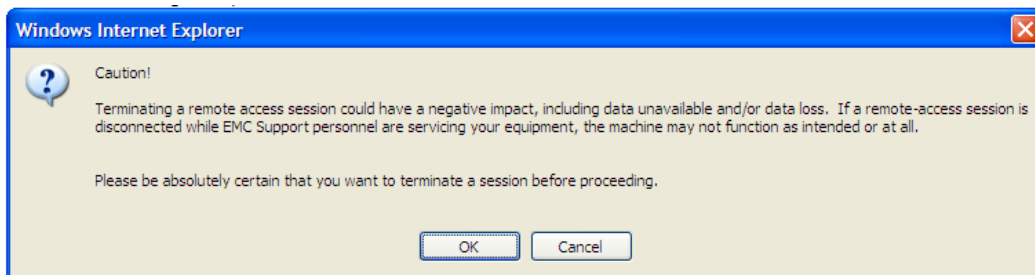 Windows Internet Explorer
Caution!
Terminating a remote access session could have a negative impact, including data unavailable and/or data loss. If a remote-access session is
disconnected while EMC Support personnel are servicing your equipment, the machine may not function as intended or at all.
Please be absolutely certain that you want to terminate a session before proceeding.
OK Cancel